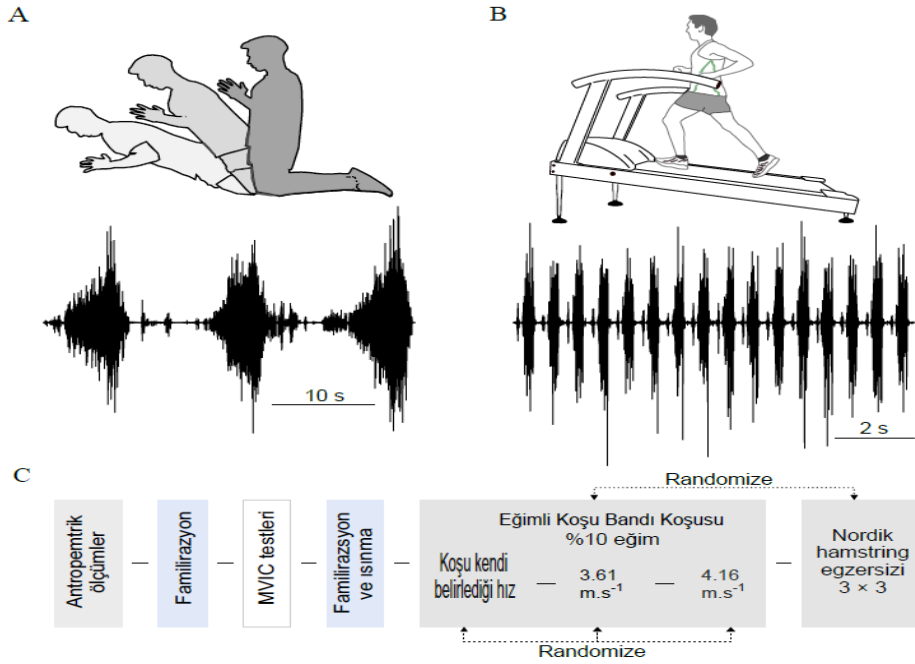 A
B
10 s
2 s
C
Randomize
Antropemtrik
ölçümler
Familirazyon
MVIC testleri
Familirazsyon
ve ısınma
Eğimli Koşu Bandı Koşusu
%10 eğim
Koşu kendi
belirlediği hız
3.61
m.s⁻¹
4.16
m.s⁻¹
Nordik
hamstring
egzersizi
3 × 3
Randomize